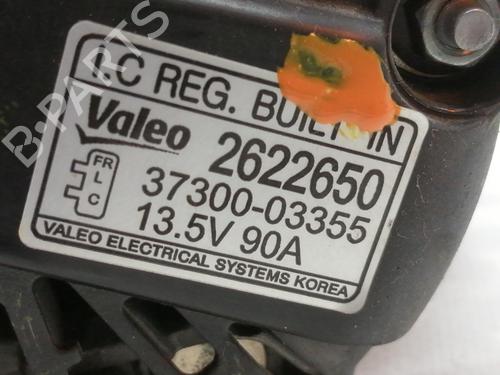 IC REG. BUILT IN
Valeo 2622650
FR
L
C
37300-03355
13.5V 90A
VALEO ELECTRICAL SYSTEMS KOREA
B-PARTS